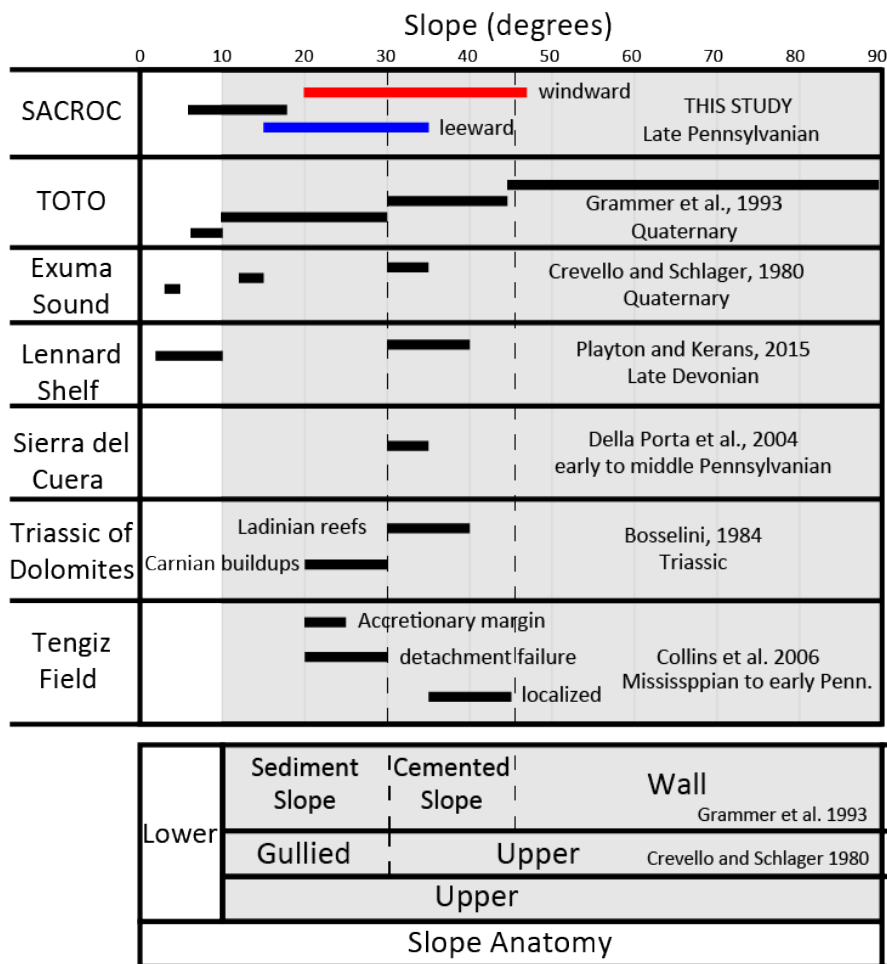 Slope (degrees)
0 10 20 30 40 50 60 70 80 90
SACROC
windward
leeward
THIS STUDY
Late Pennsylvanian
TOTO
Grammer et al., 1993
Quaternary
Exuma
Sound
Crevello and Schlager, 1980
Quaternary
Lennard
Shelf
Playton and Kerans, 2015
Late Devonian
Sierra del
Cuera
Della Porta et al., 2004
early to middle Pennsylvanian
Triassic of
Dolomites
Ladinian reefs
Carnian buildups
Bosselini, 1984
Triassic
Tengiz
Field
Accretionary margin
detachment failure
localized
Collins et al. 2006
Mississppian to early Penn.
Lower
Sediment
Slope
Cemented
Slope
Wall
Grammer et al. 1993
Gullied
Upper
Crevello and Schlager 1980
Upper
Slope Anatomy